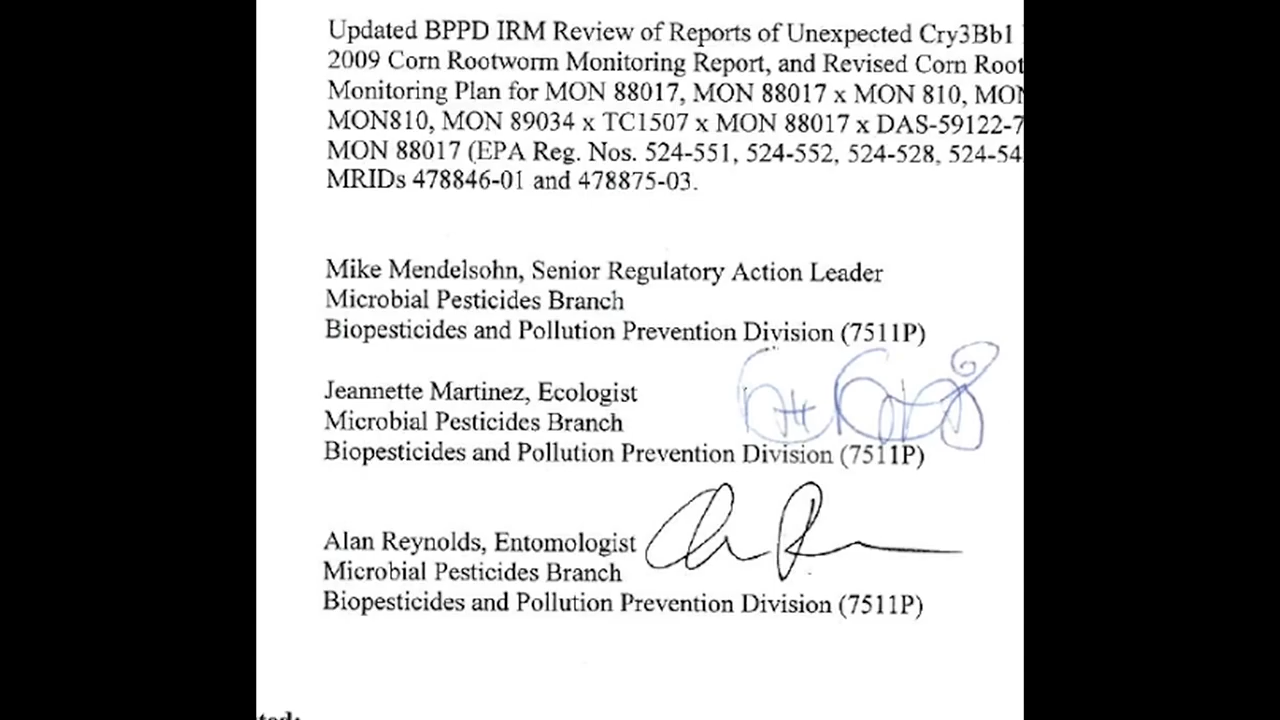 Updated BPPD IRM Review of Reports of Unexpected Cry3Bb1
2009 Corn Rootworm Monitoring Report, and Revised Corn Root
Monitoring Plan for MON 88017, MON 88017 x MON 810, MON
MON810, MON 89034 x TC1507 x MON 88017 x DAS-59122-7
MON 88017 (EPA Reg. Nos. 524-551, 524-552, 524-528, 524-54
MRIDs 478846-01 and 478875-03.
Mike Mendelsohn, Senior Regulatory Action Leader
Microbial Pesticides Branch
Biopesticides and Pollution Prevention Division (7511P)
Jeannette Martinez, Ecologist
Microbial Pesticides Branch
Biopesticides and Pollution Prevention Division (7511P)
Alan Reynolds, Entomologist
Microbial Pesticides Branch
Biopesticides and Pollution Prevention Division (7511P)